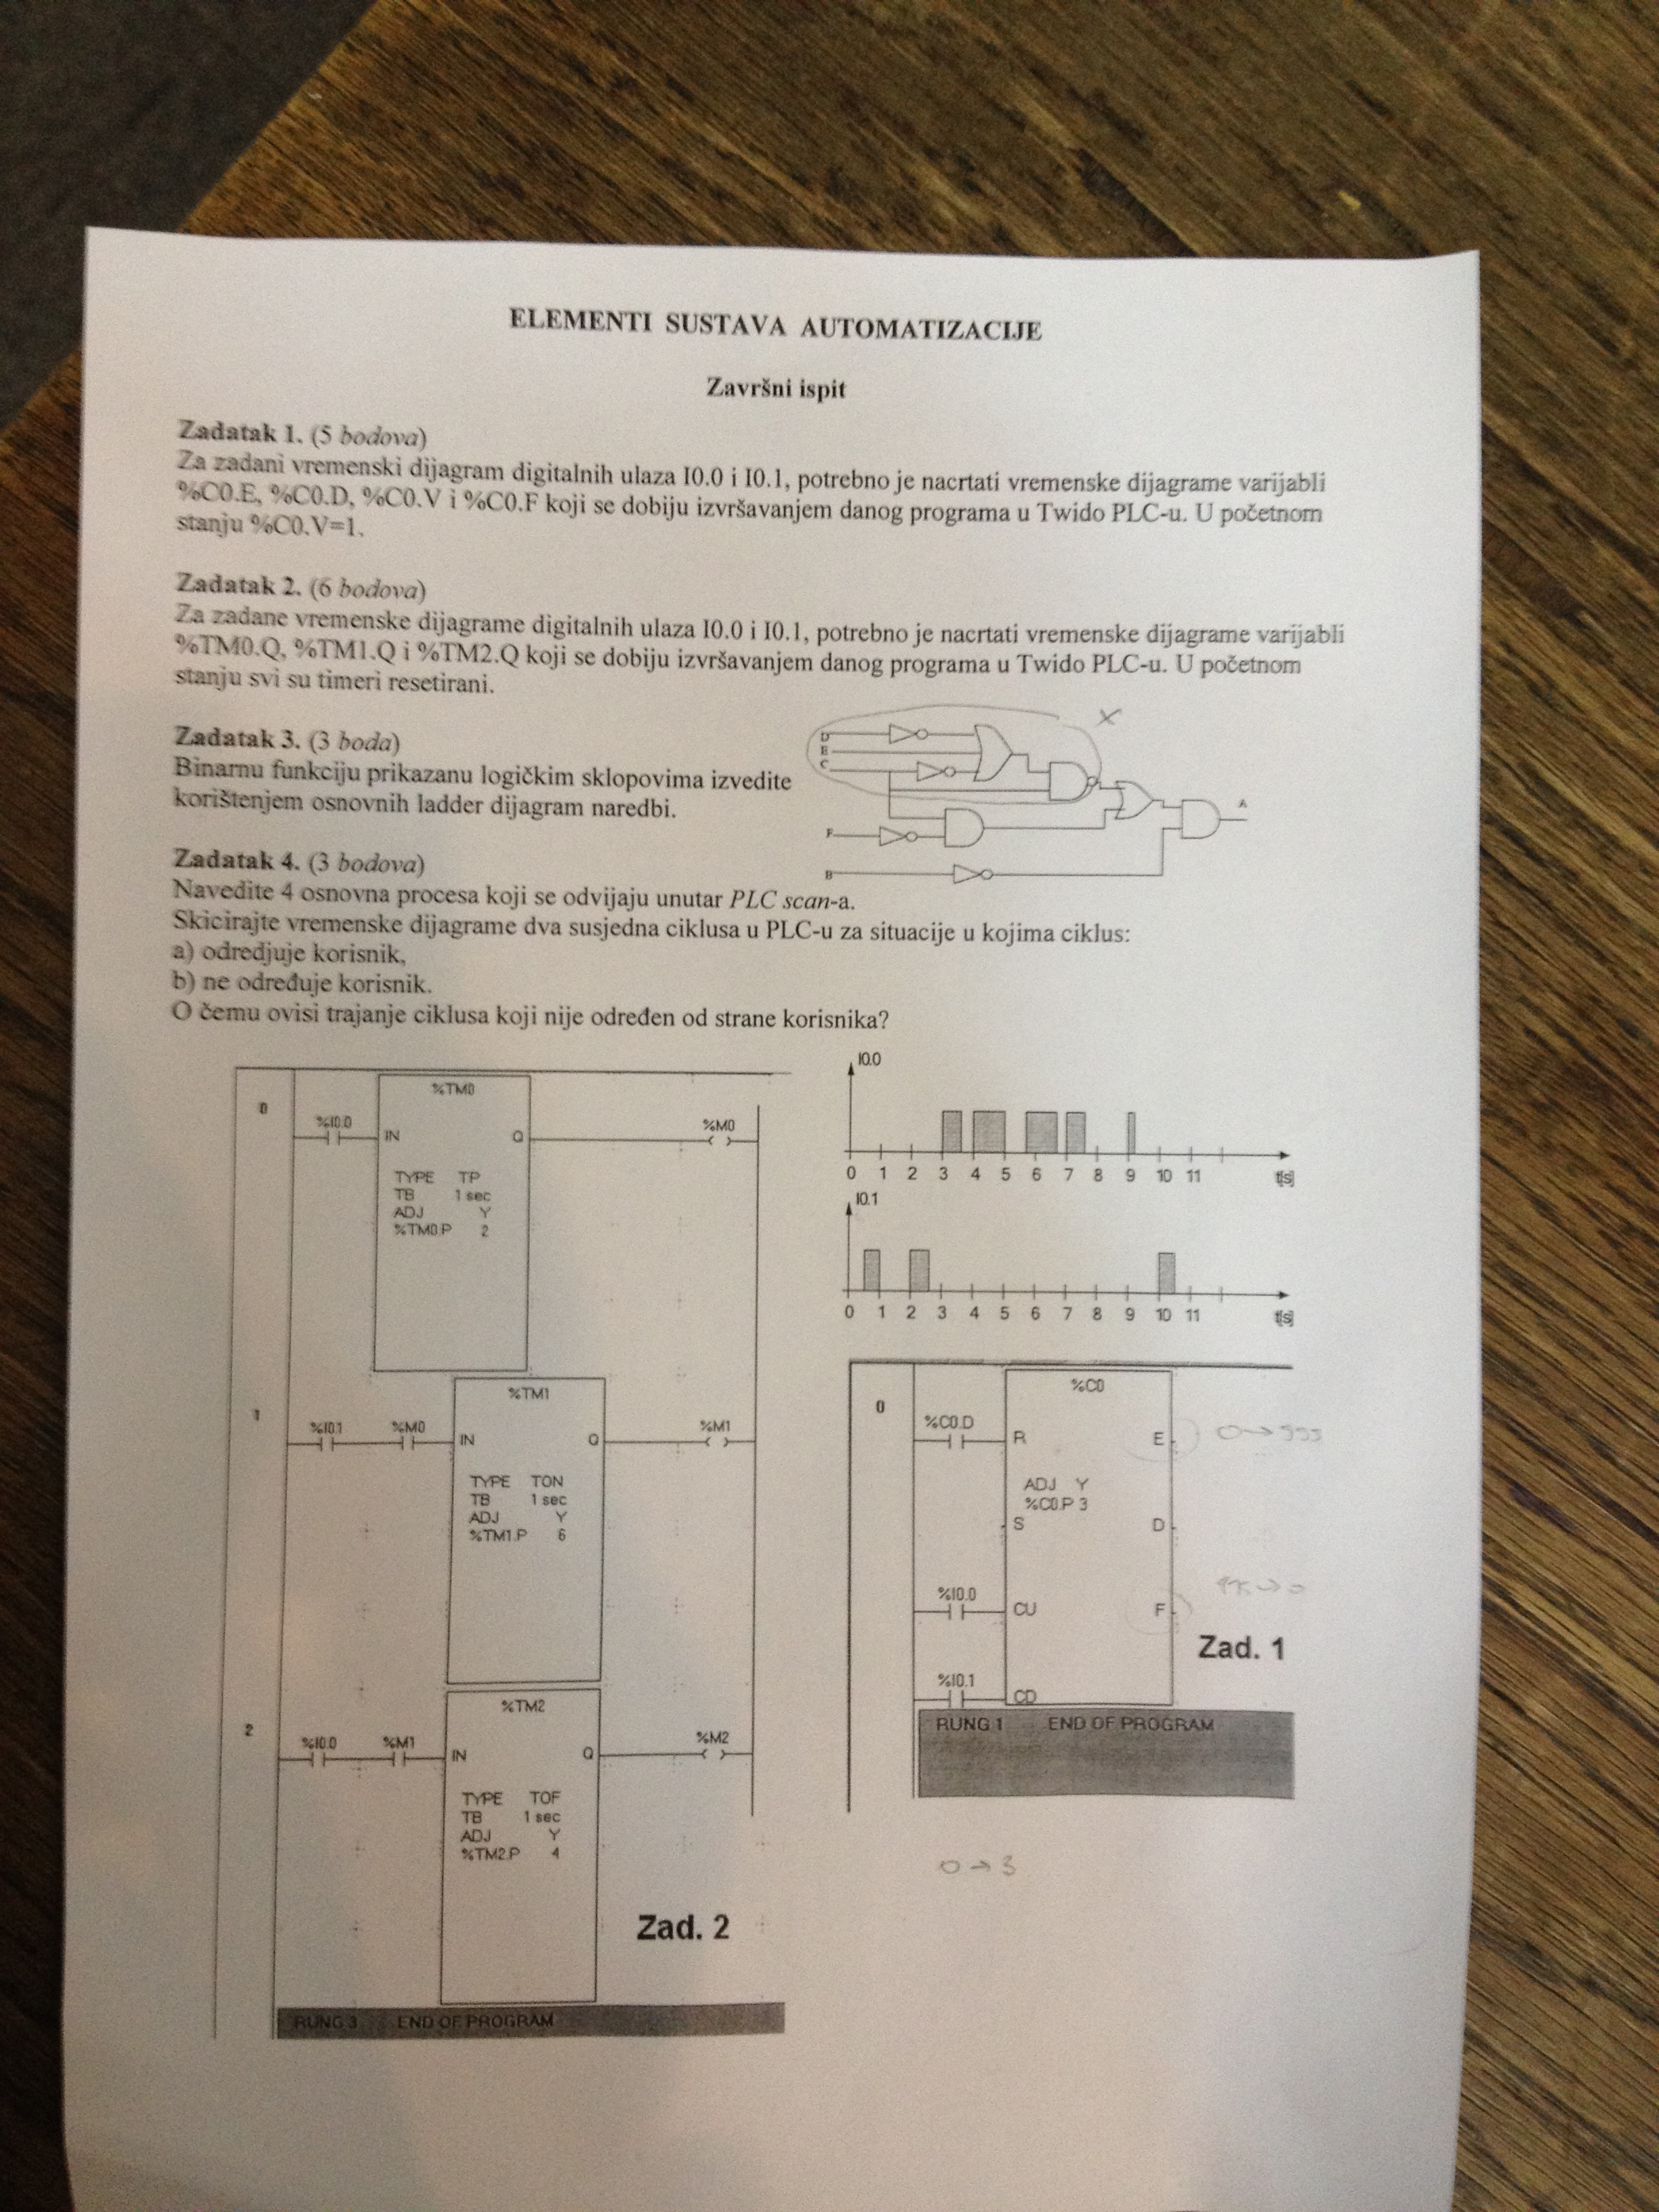 ELEMENTI SUSTAVA AUTOMATIZACIJE
Završni ispit
Zadatak 1. (5 bodova)
Za zadani vremenski dijagram digitalnih ulaza I0.0 i I0.1, potrebno je nacrtati vremenske dijagrame varijabli
%C0.E, %C0.D, %C0.V i %C0.F koji se dobiju izvršavanjem danog programa u Twido PLC-u. U početnom
stanju %C0.V=1.
Zadatak 2. (6 bodova)
Za zadane vremenske dijagrame digitalnih ulaza I0.0 i I0.1, potrebno je nacrtati vremenske dijagrame varijabli
%TM0.Q, %TM1.Q i %TM2.Q koji se dobiju izvršavanjem danog programa u Twido PLC-u. U početnom
stanju svi su timeri resetirani.
Zadatak 3. (3 boda)
Binarnu funkciju prikazanu logičkim sklopovima izvedite
korištenjem osnovnih ladder dijagram naredbi.
X
D
E
C
F
B
A
Zadatak 4. (3 bodova)
Navedite 4 osnovna procesa koji se odvijaju unutar PLC scan-a.
Skicirajte vremenske dijagrame dva susjedna ciklusa u PLC-u za situacije u kojima ciklus:
a) odredjuje korisnik,
b) ne određuje korisnik.
O čemu ovisi trajanje ciklusa koji nije određen od strane korisnika?
0
%TM0
%I0.0
IN
Q
%M0
TYPE TP
TB 1 sec
ADJ Y
%TM0.P 2
1
%TM1
%I0.1
%M0
IN
Q
%M1
TYPE TON
TB 1 sec
ADJ Y
%TM1.P 6
2
%TM2
%I0.0
%M1
IN
Q
%M2
TYPE TOF
TB 1 sec
ADJ Y
%TM2.P 4
Zad. 2
RUNG 3 END OF PROGRAM
I0.0
0 1 2 3 4 5 6 7 8 9 10 11 t[s]
I0.1
0 1 2 3 4 5 6 7 8 9 10 11 t[s]
0
%C0
%C0.D
R
E
0→999
ADJ Y
%C0.P 3
S
D
%I0.0
CU
F
Zad. 1
%I0.1
CD
RUNG 1 END OF PROGRAM
0→3